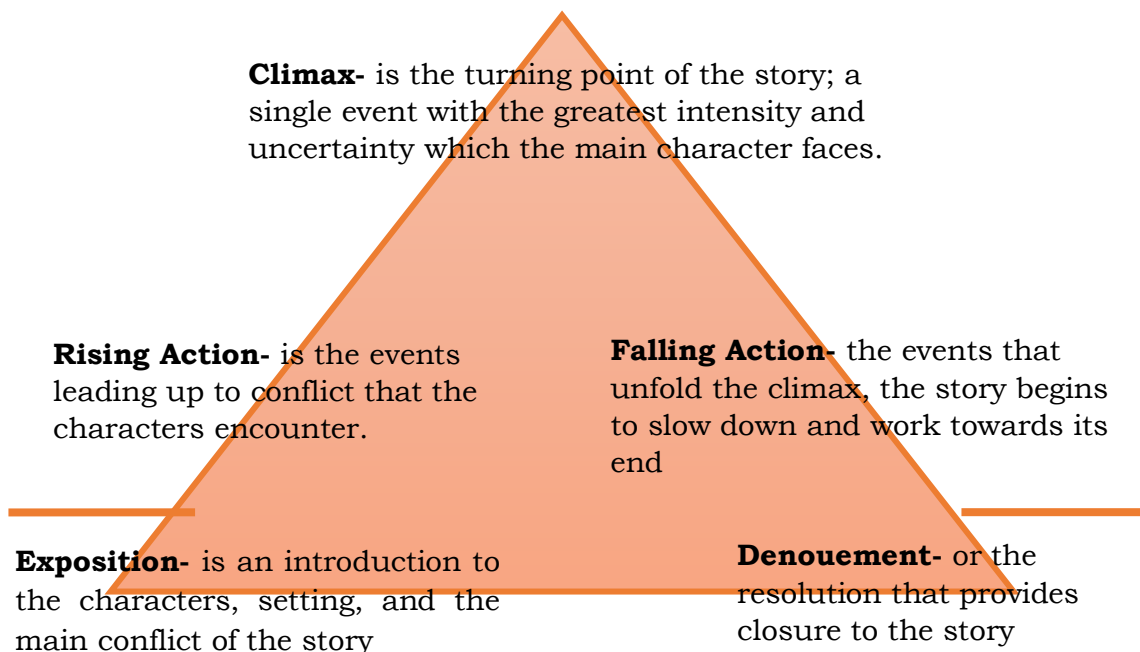 Climax- is the turning point of the story; a
single event with the greatest intensity and
uncertainty which the main character faces.
Rising Action- is the events
leading up to conflict that the
characters encounter.
Falling Action- the events that
unfold the climax, the story begins
to slow down and work towards its
end
Exposition- is an introduction to
the characters, setting, and the
main conflict of the story
Denouement- or the
resolution that provides
closure to the story